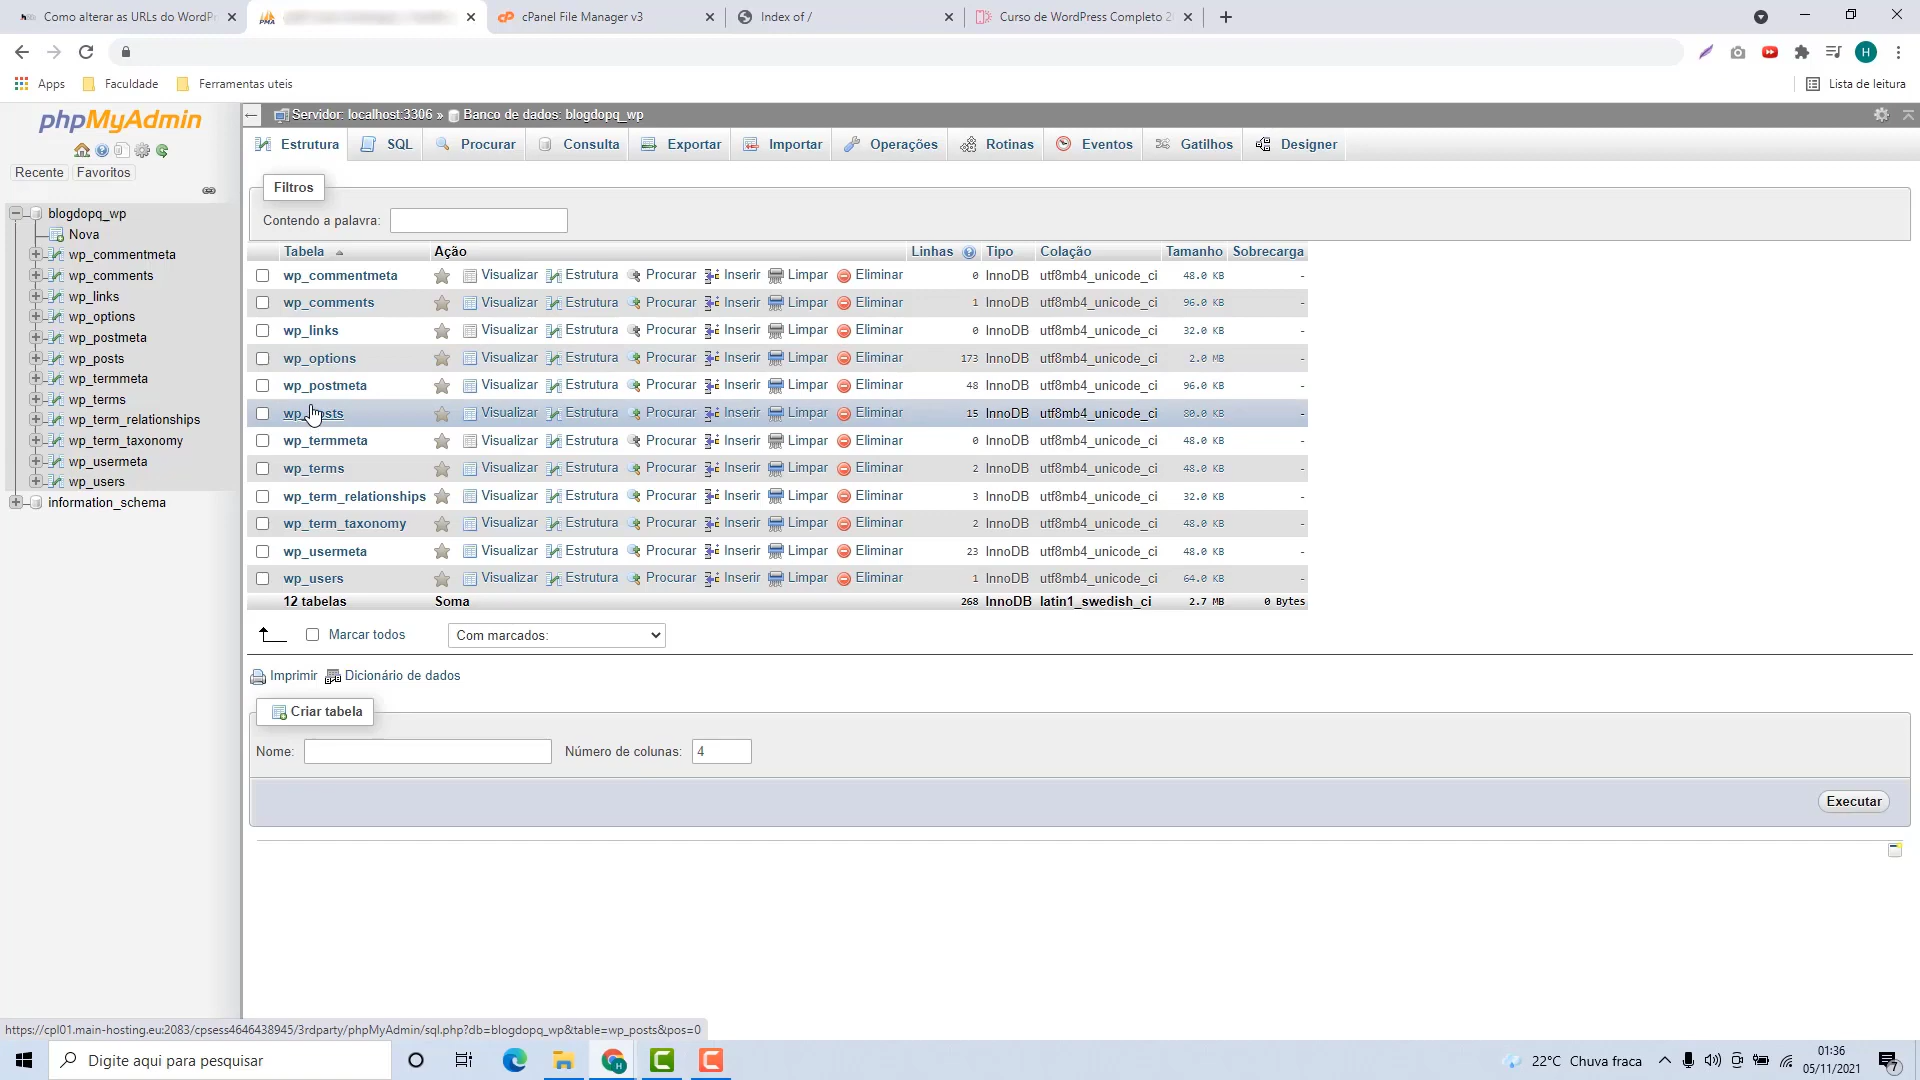 Como alterar as URLs do WordPr
cPanel File Manager v3
Index of /
Curso de WordPress Completo 2
H
Apps
Faculdade
Ferramentas uteis
Lista de leitura
phpMyAdmin
Servidor: localhost:3306 » Banco de dados: blogdopq_wp
Estrutura
SQL
Procurar
Consulta
Exportar
Importar
Operações
Rotinas
Eventos
Gatilhos
Designer
Recente
Favoritos
blogdopq_wp
Nova
wp_commentmeta
wp_comments
wp_links
wp_options
wp_postmeta
wp_posts
wp_termmeta
wp_terms
wp_term_relationships
wp_term_taxonomy
wp_usermeta
wp_users
information_schema
Filtros
Contendo a palavra:
Tabela Ação Linhas Tipo Colação Tamanho Sobrecarga
wp_commentmeta Visualizar Estrutura Procurar Inserir Limpar Eliminar 0 InnoDB utf8mb4_unicode_ci 48.0 KB -
wp_comments Visualizar Estrutura Procurar Inserir Limpar Eliminar 1 InnoDB utf8mb4_unicode_ci 96.0 KB -
wp_links Visualizar Estrutura Procurar Inserir Limpar Eliminar 0 InnoDB utf8mb4_unicode_ci 32.0 KB -
wp_options Visualizar Estrutura Procurar Inserir Limpar Eliminar 173 InnoDB utf8mb4_unicode_ci 2.0 MB -
wp_postmeta Visualizar Estrutura Procurar Inserir Limpar Eliminar 48 InnoDB utf8mb4_unicode_ci 96.0 KB -
wp_posts Visualizar Estrutura Procurar Inserir Limpar Eliminar 15 InnoDB utf8mb4_unicode_ci 80.0 KB -
wp_termmeta Visualizar Estrutura Procurar Inserir Limpar Eliminar 0 InnoDB utf8mb4_unicode_ci 48.0 KB -
wp_terms Visualizar Estrutura Procurar Inserir Limpar Eliminar 2 InnoDB utf8mb4_unicode_ci 48.0 KB -
wp_term_relationships Visualizar Estrutura Procurar Inserir Limpar Eliminar 3 InnoDB utf8mb4_unicode_ci 32.0 KB -
wp_term_taxonomy Visualizar Estrutura Procurar Inserir Limpar Eliminar 2 InnoDB utf8mb4_unicode_ci 48.0 KB -
wp_usermeta Visualizar Estrutura Procurar Inserir Limpar Eliminar 23 InnoDB utf8mb4_unicode_ci 48.0 KB -
wp_users Visualizar Estrutura Procurar Inserir Limpar Eliminar 1 InnoDB utf8mb4_unicode_ci 64.0 KB -
12 tabelas Soma 268 InnoDB latin1_swedish_ci 2.7 MB 0 Bytes
Marcar todos
Com marcados:
Imprimir
Dicionário de dados
Criar tabela
Nome:
Número de colunas: 4
Executar
https://cpl01.main-hosting.eu:2083/cpsess4646438945/3rdparty/phpMyAdmin/sql.php?db=blogdopq_wp&table=wp_posts&pos=0
Digite aqui para pesquisar
22°C Chuva fraca
01:36
05/11/2021
7